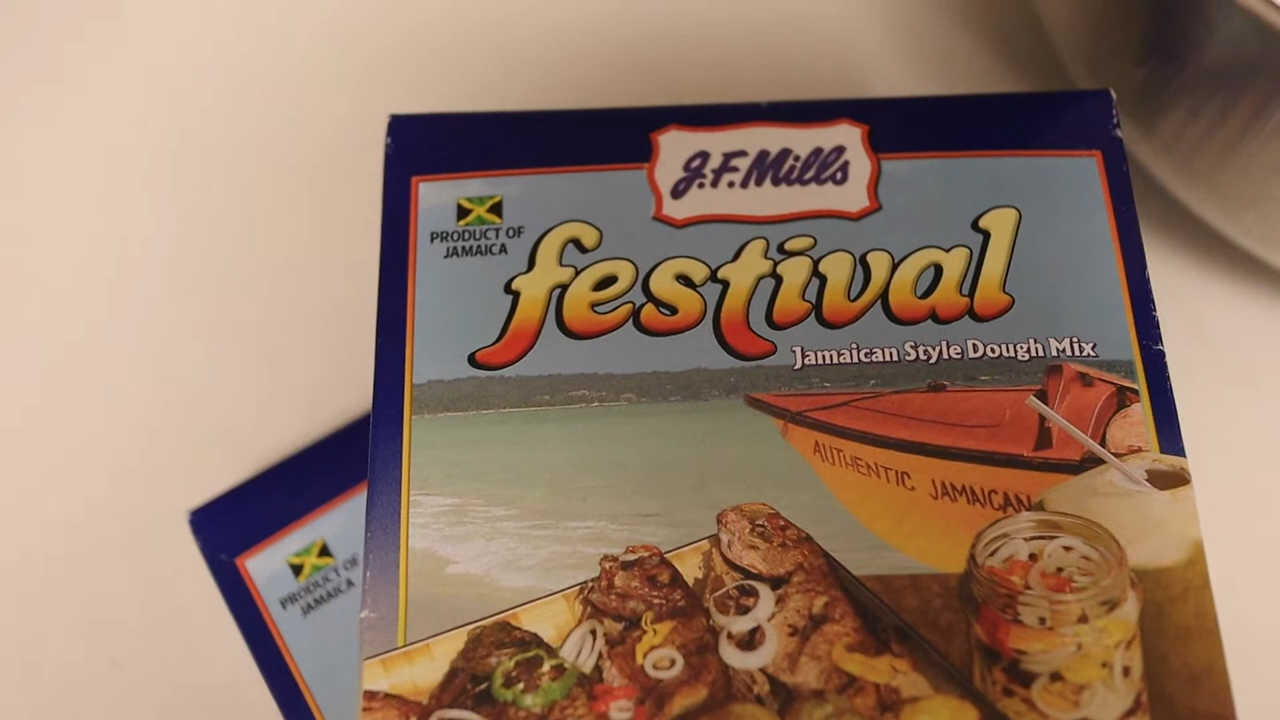 J.F. Mills
PRODUCT OF
JAMAICA
festival
Jamaican Style Dough Mix
AUTHENTIC JAMAICAN
PRODUCT OF
JAMAICA